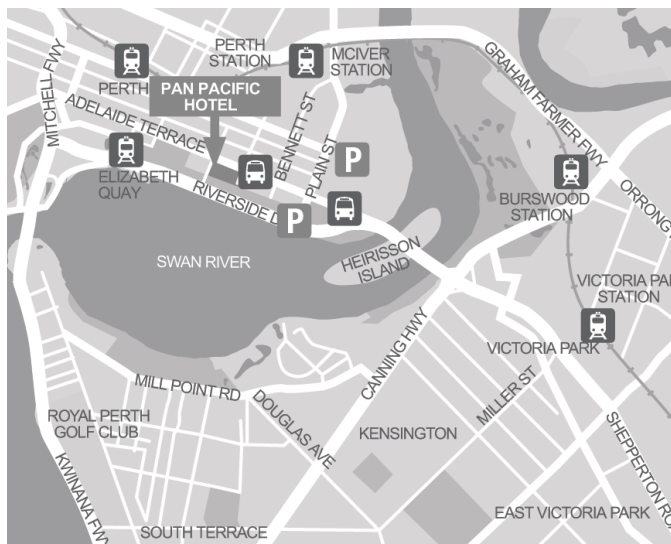 PERTH
STATION
MCIVER
STATION
GRAHAM FARMER FWY
MITCHELL FWY
PERTH
PAN PACIFIC
HOTEL
ADELAIDE TERRACE
BENNETT ST
PLAIN ST
P
ELIZABETH
QUAY
RIVERSIDE D
P
BURSWOOD
STATION
ORRONG
SWAN RIVER
HEIRISSON
ISLAND
VICTORIA PA
STATION
CANNING HWY
VICTORIA PARK
MILL POINT RD
DOUGLAS AVE
MILLER ST
ROYAL PERTH
GOLF CLUB
KENSINGTON
SHEPPERTON RO
KWINANA FW
SOUTH TERRACE
EAST VICTORIA PARK